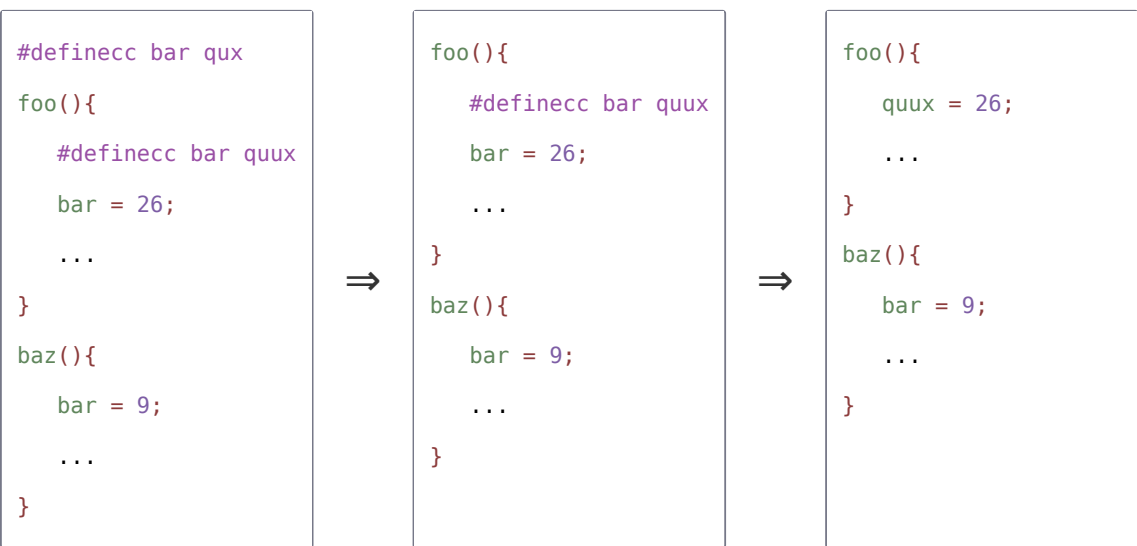 #definecc bar qux
foo(){
#definecc bar quux
bar = 26;
...
}
baz(){
bar = 9;
...
}
⇒
foo(){
#definecc bar quux
bar = 26;
...
}
baz(){
bar = 9;
...
}
⇒
foo(){
quux = 26;
...
}
baz(){
bar = 9;
...
}